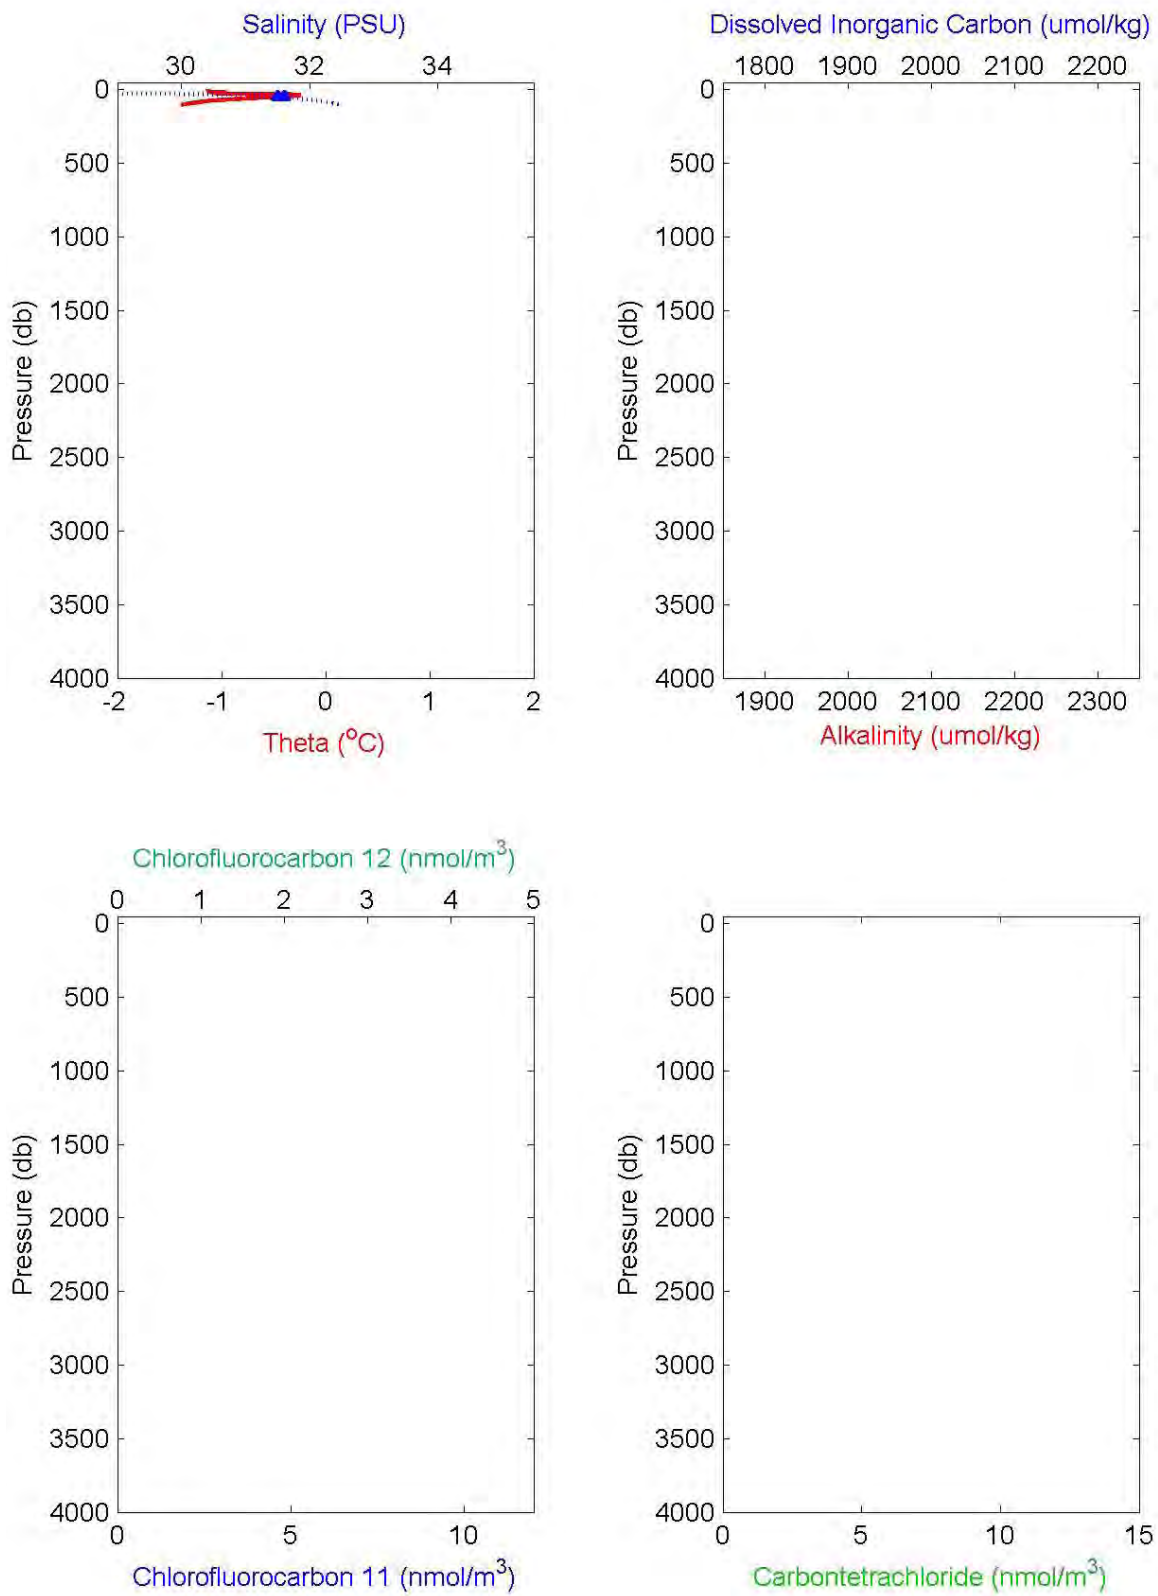 Salinity (PSU)
30 32 34
0
500
1000
1500
2000
2500
3000
3500
4000
Pressure (db)
-2 -1 0 1 2
Theta (°C)
Dissolved Inorganic Carbon (umol/kg)
1800 1900 2000 2100 2200
0
500
1000
1500
2000
2500
3000
3500
4000
Pressure (db)
1900 2000 2100 2200 2300
Alkalinity (umol/kg)
Chlorofluorocarbon 12 (nmol/m³)
0 1 2 3 4 5
0
500
1000
1500
2000
2500
3000
3500
4000
Pressure (db)
0 5 10
Chlorofluorocarbon 11 (nmol/m³)
0
500
1000
1500
2000
2500
3000
3500
4000
Pressure (db)
0 5 10 15
Carbontetrachloride (nmol/m³)